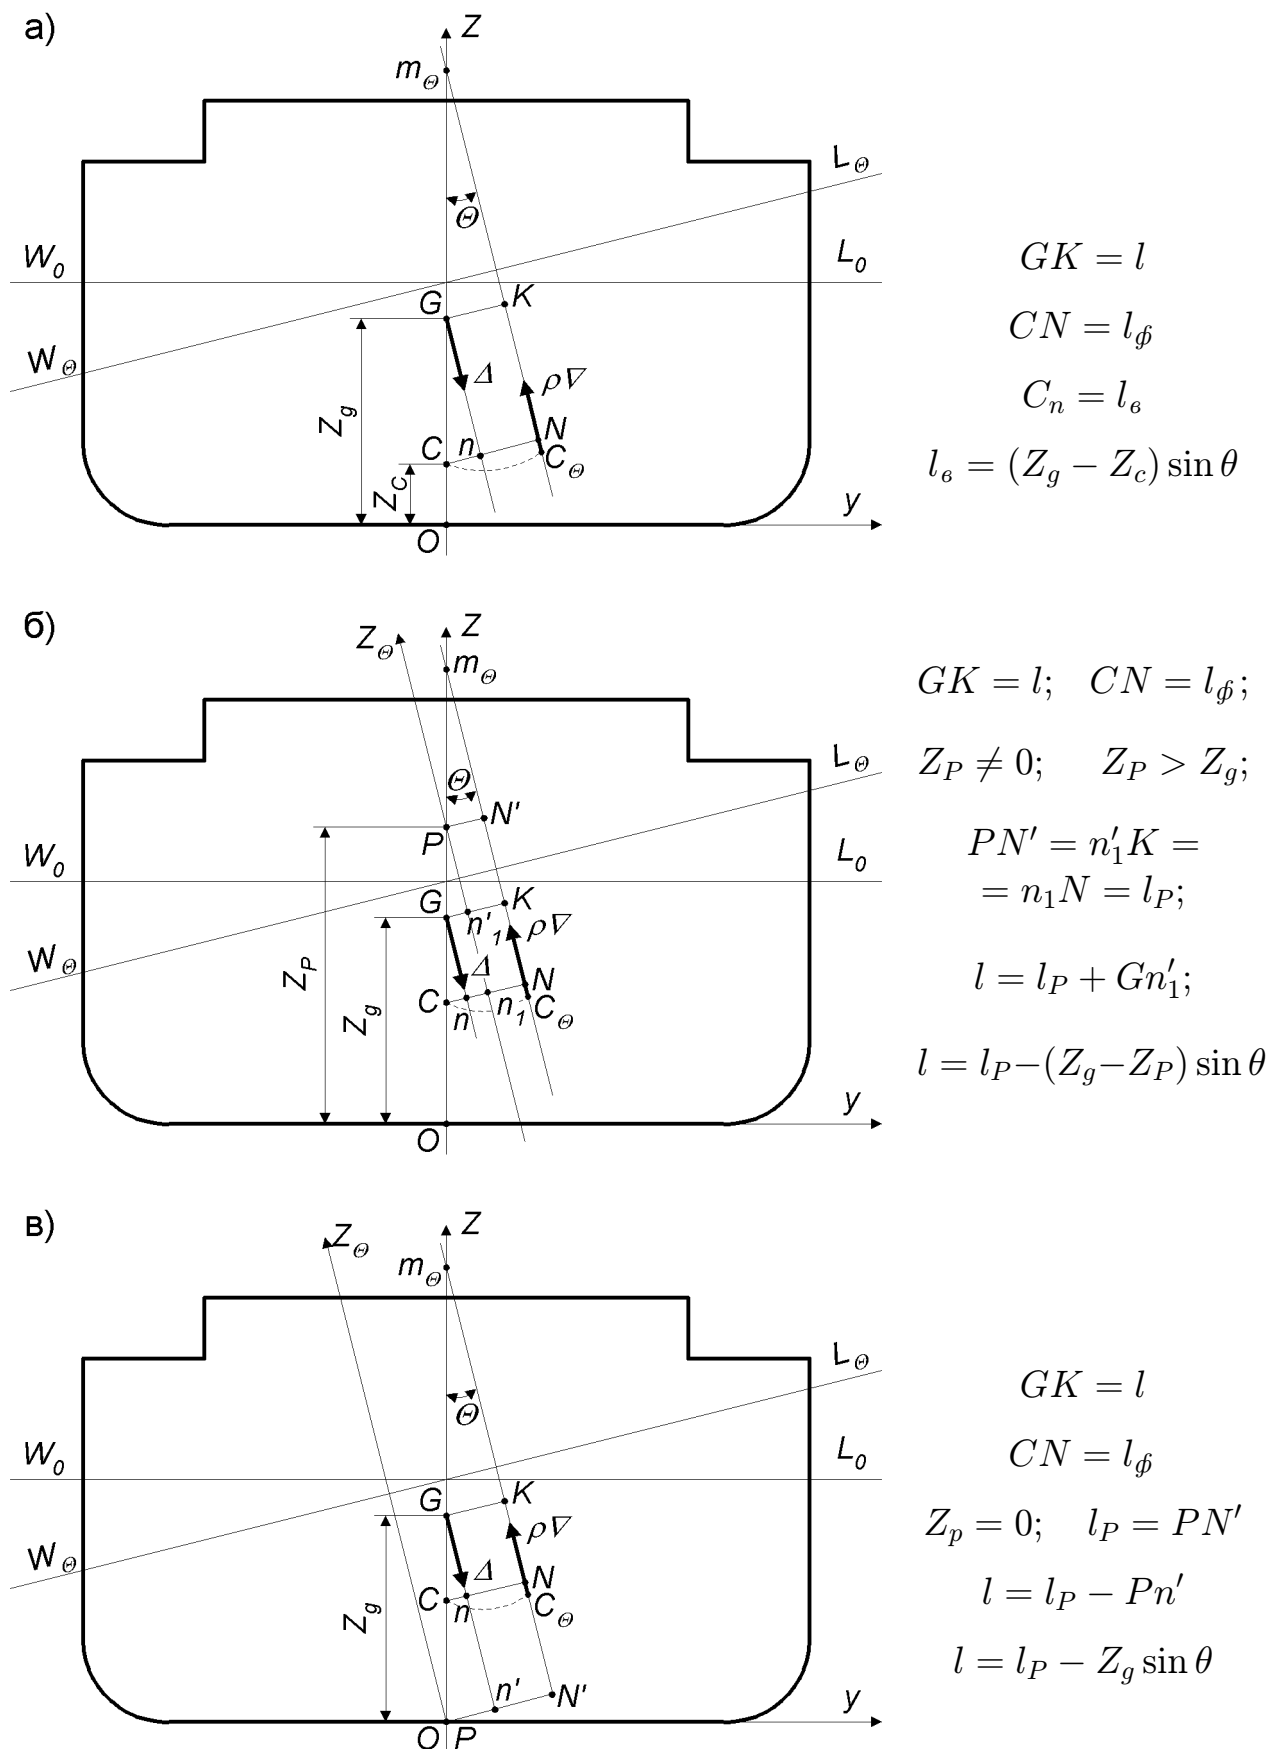 а)
Z
m_Θ
L_Θ
Θ
W_0
L_0
G
K
W_Θ
Δ
ρ∇
Z_g
N
C
n
C_Θ
Z_C
y
O
GK = l
CN = l_ф
C_n = l_в
l_в = (Z_g − Z_c) sin θ
б)
Z_Θ
Z
m_Θ
L_Θ
Θ
N'
P
W_0
L_0
G
K
n'_1
ρ∇
W_Θ
Z_P
Δ
Z_g
N
C
n
n_1
C_Θ
y
O
GK = l; CN = l_ф;
Z_P ≠ 0; Z_P > Z_g;
PN′ = n′_1K =
= n_1N = l_P;
l = l_P + Gn′_1;
l = l_P−(Z_g−Z_P) sin θ
в)
Z_Θ
Z
m_Θ
L_Θ
Θ
W_0
L_0
G
K
ρ∇
W_Θ
Δ
N
Z_g
C
n
C_Θ
n'
N'
y
O
P
GK = l
CN = l_ф
Z_p = 0; l_P = PN′
l = l_P − Pn′
l = l_P − Z_g sin θ